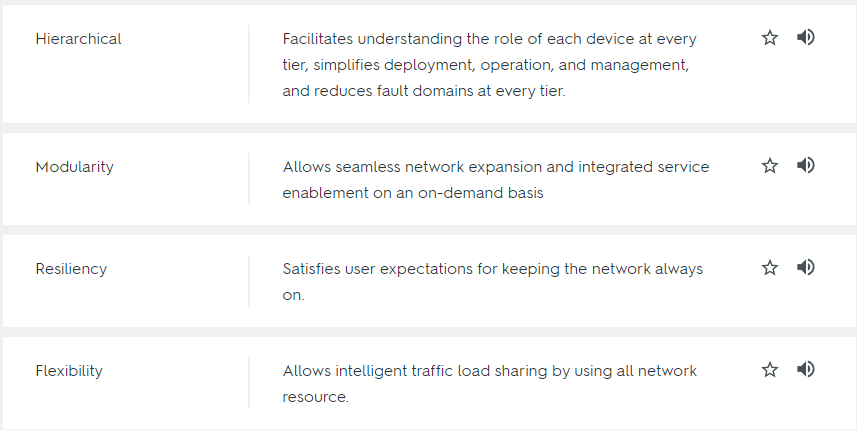 Hierarchical
Facilitates understanding the role of each device at every
tier, simplifies deployment, operation, and management,
and reduces fault domains at every tier.
Modularity
Allows seamless network expansion and integrated service
enablement on an on-demand basis
Resiliency
Satisfies user expectations for keeping the network always
on.
Flexibility
Allows intelligent traffic load sharing by using all network
resource.